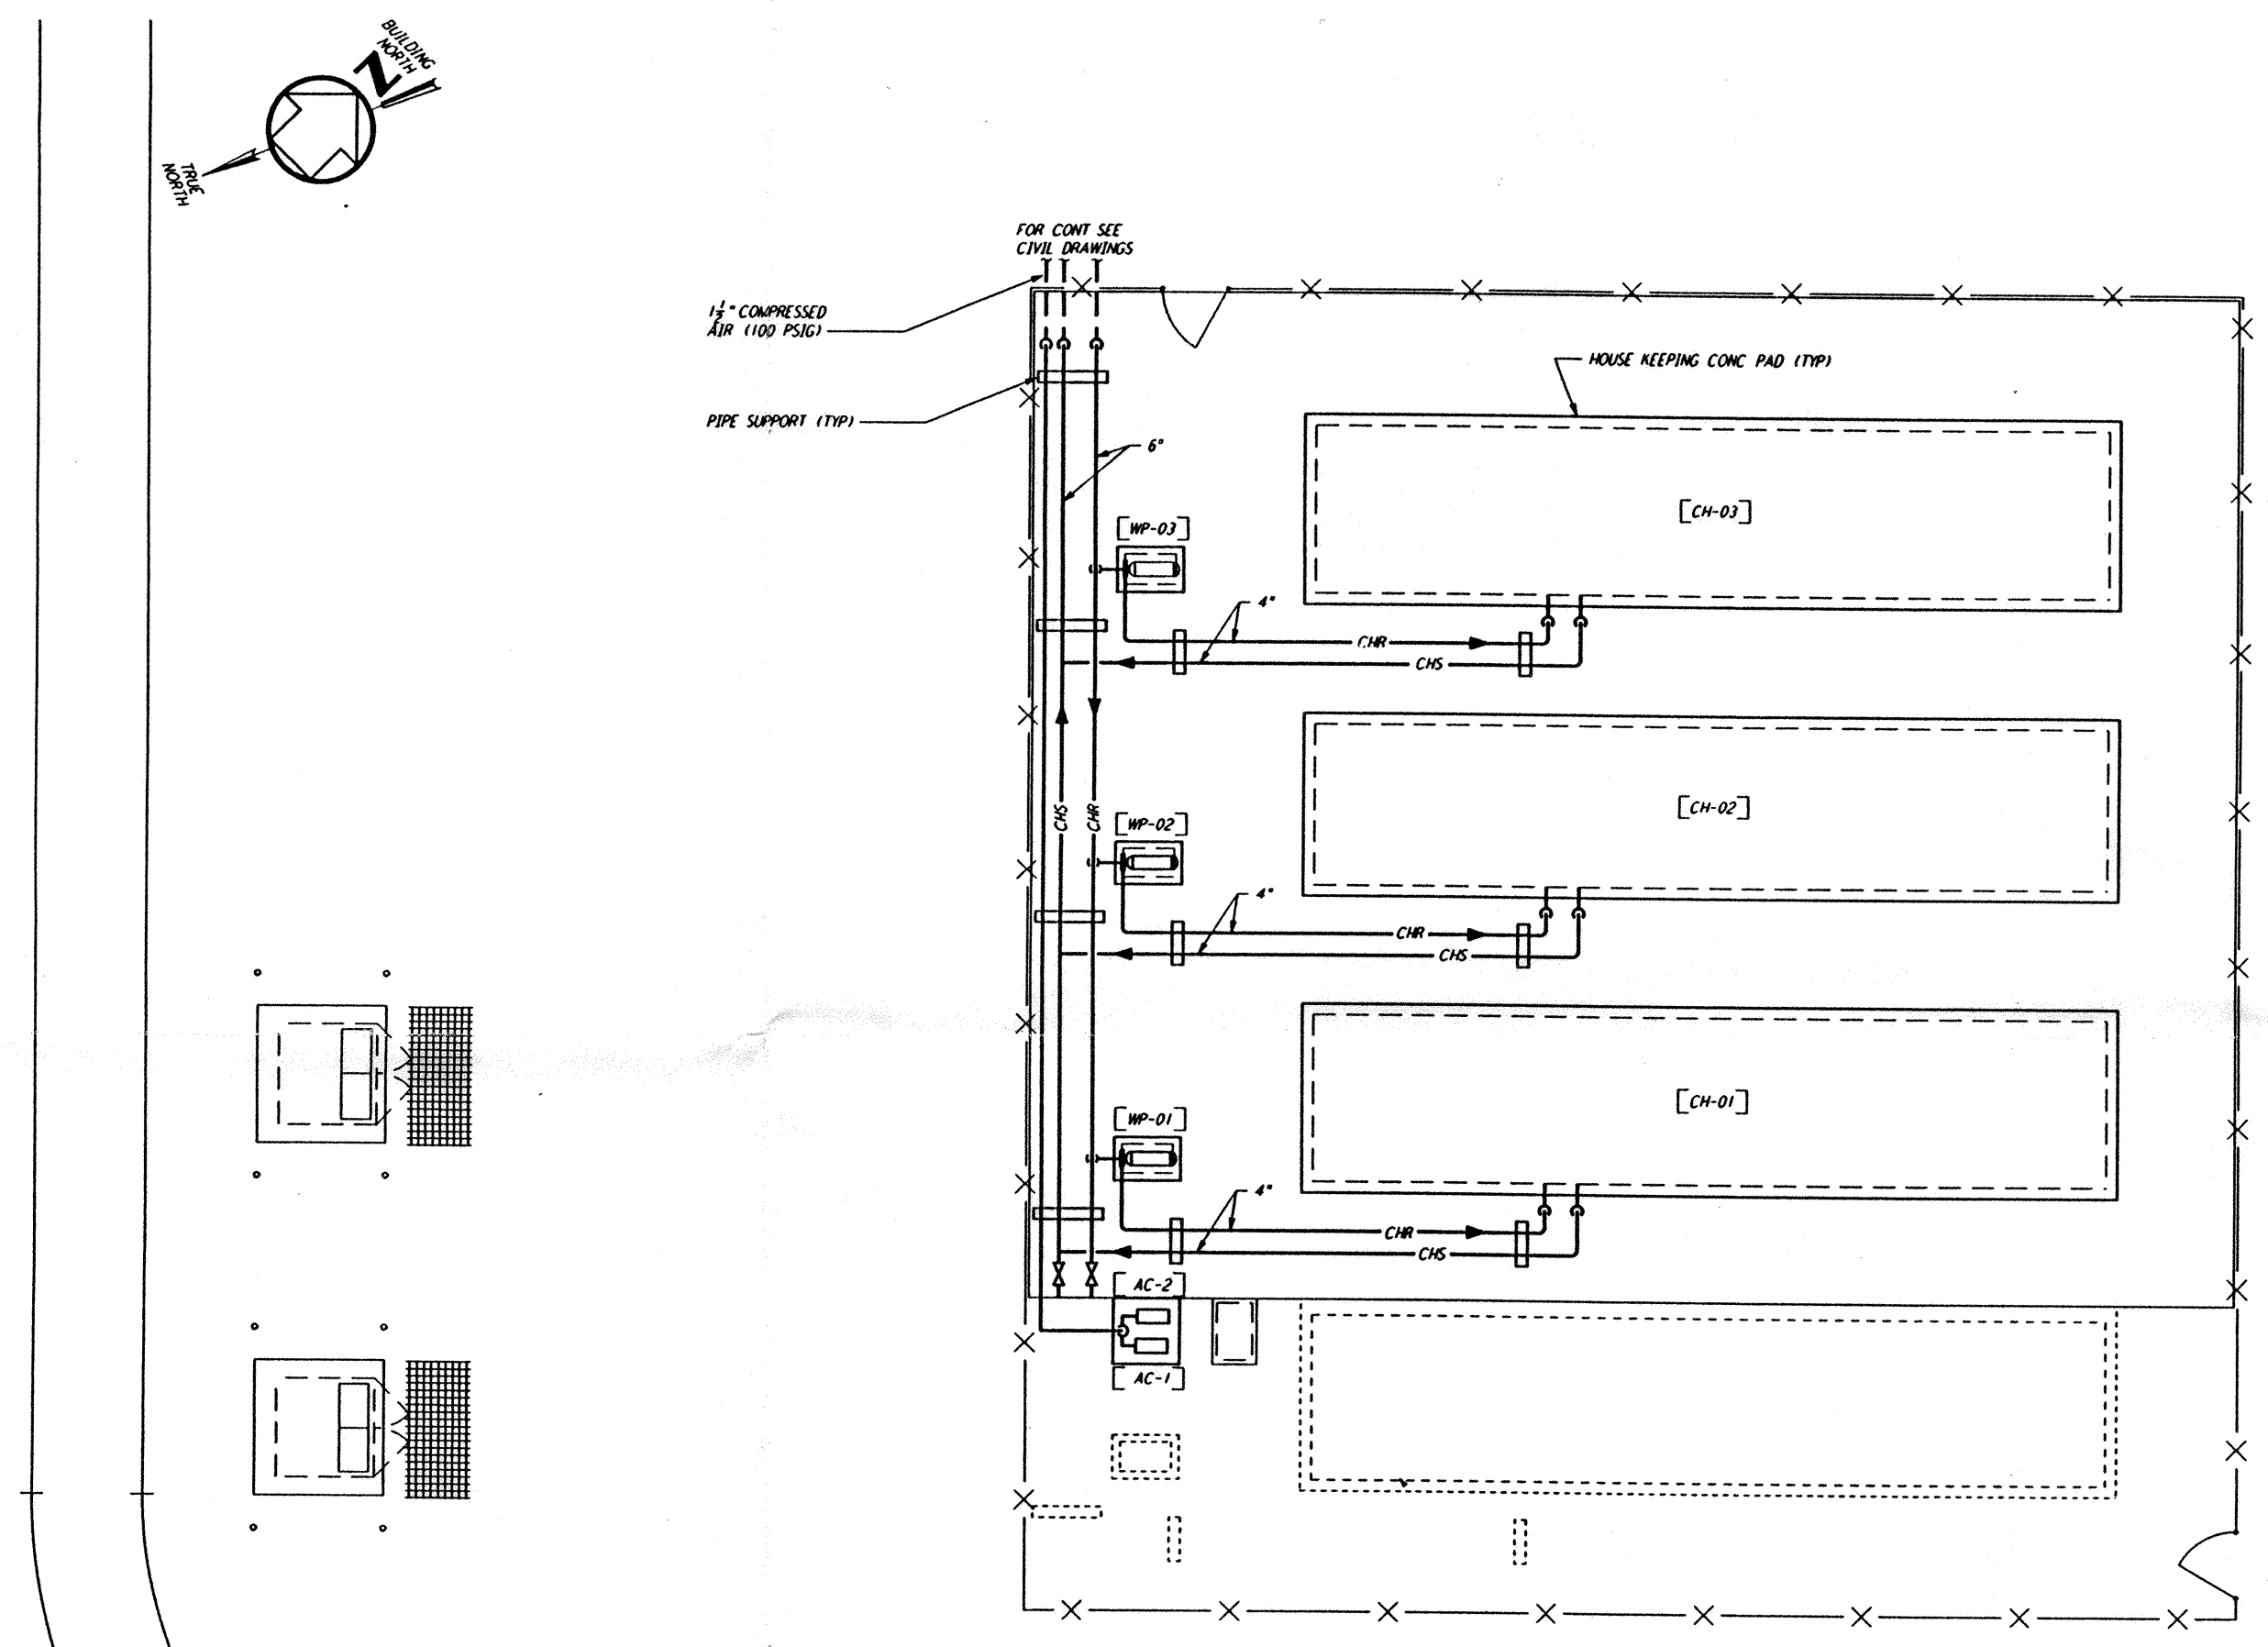 BUILDING
NORTH
N
TRUE
NORTH
FOR CONT SEE
CIVIL DRAWINGS
1 1/2" COMPRESSED
AIR (100 PSIG)
HOUSE KEEPING CONC PAD (TYP)
PIPE SUPPORT (TYP)
6"
[CH-03]
[WP-03]
4"
CHR
CHS
CHS
CHR
[CH-02]
[WP-02]
4"
CHR
CHS
[CH-01]
[WP-01]
4"
CHR
CHS
[AC-2]
[AC-1]